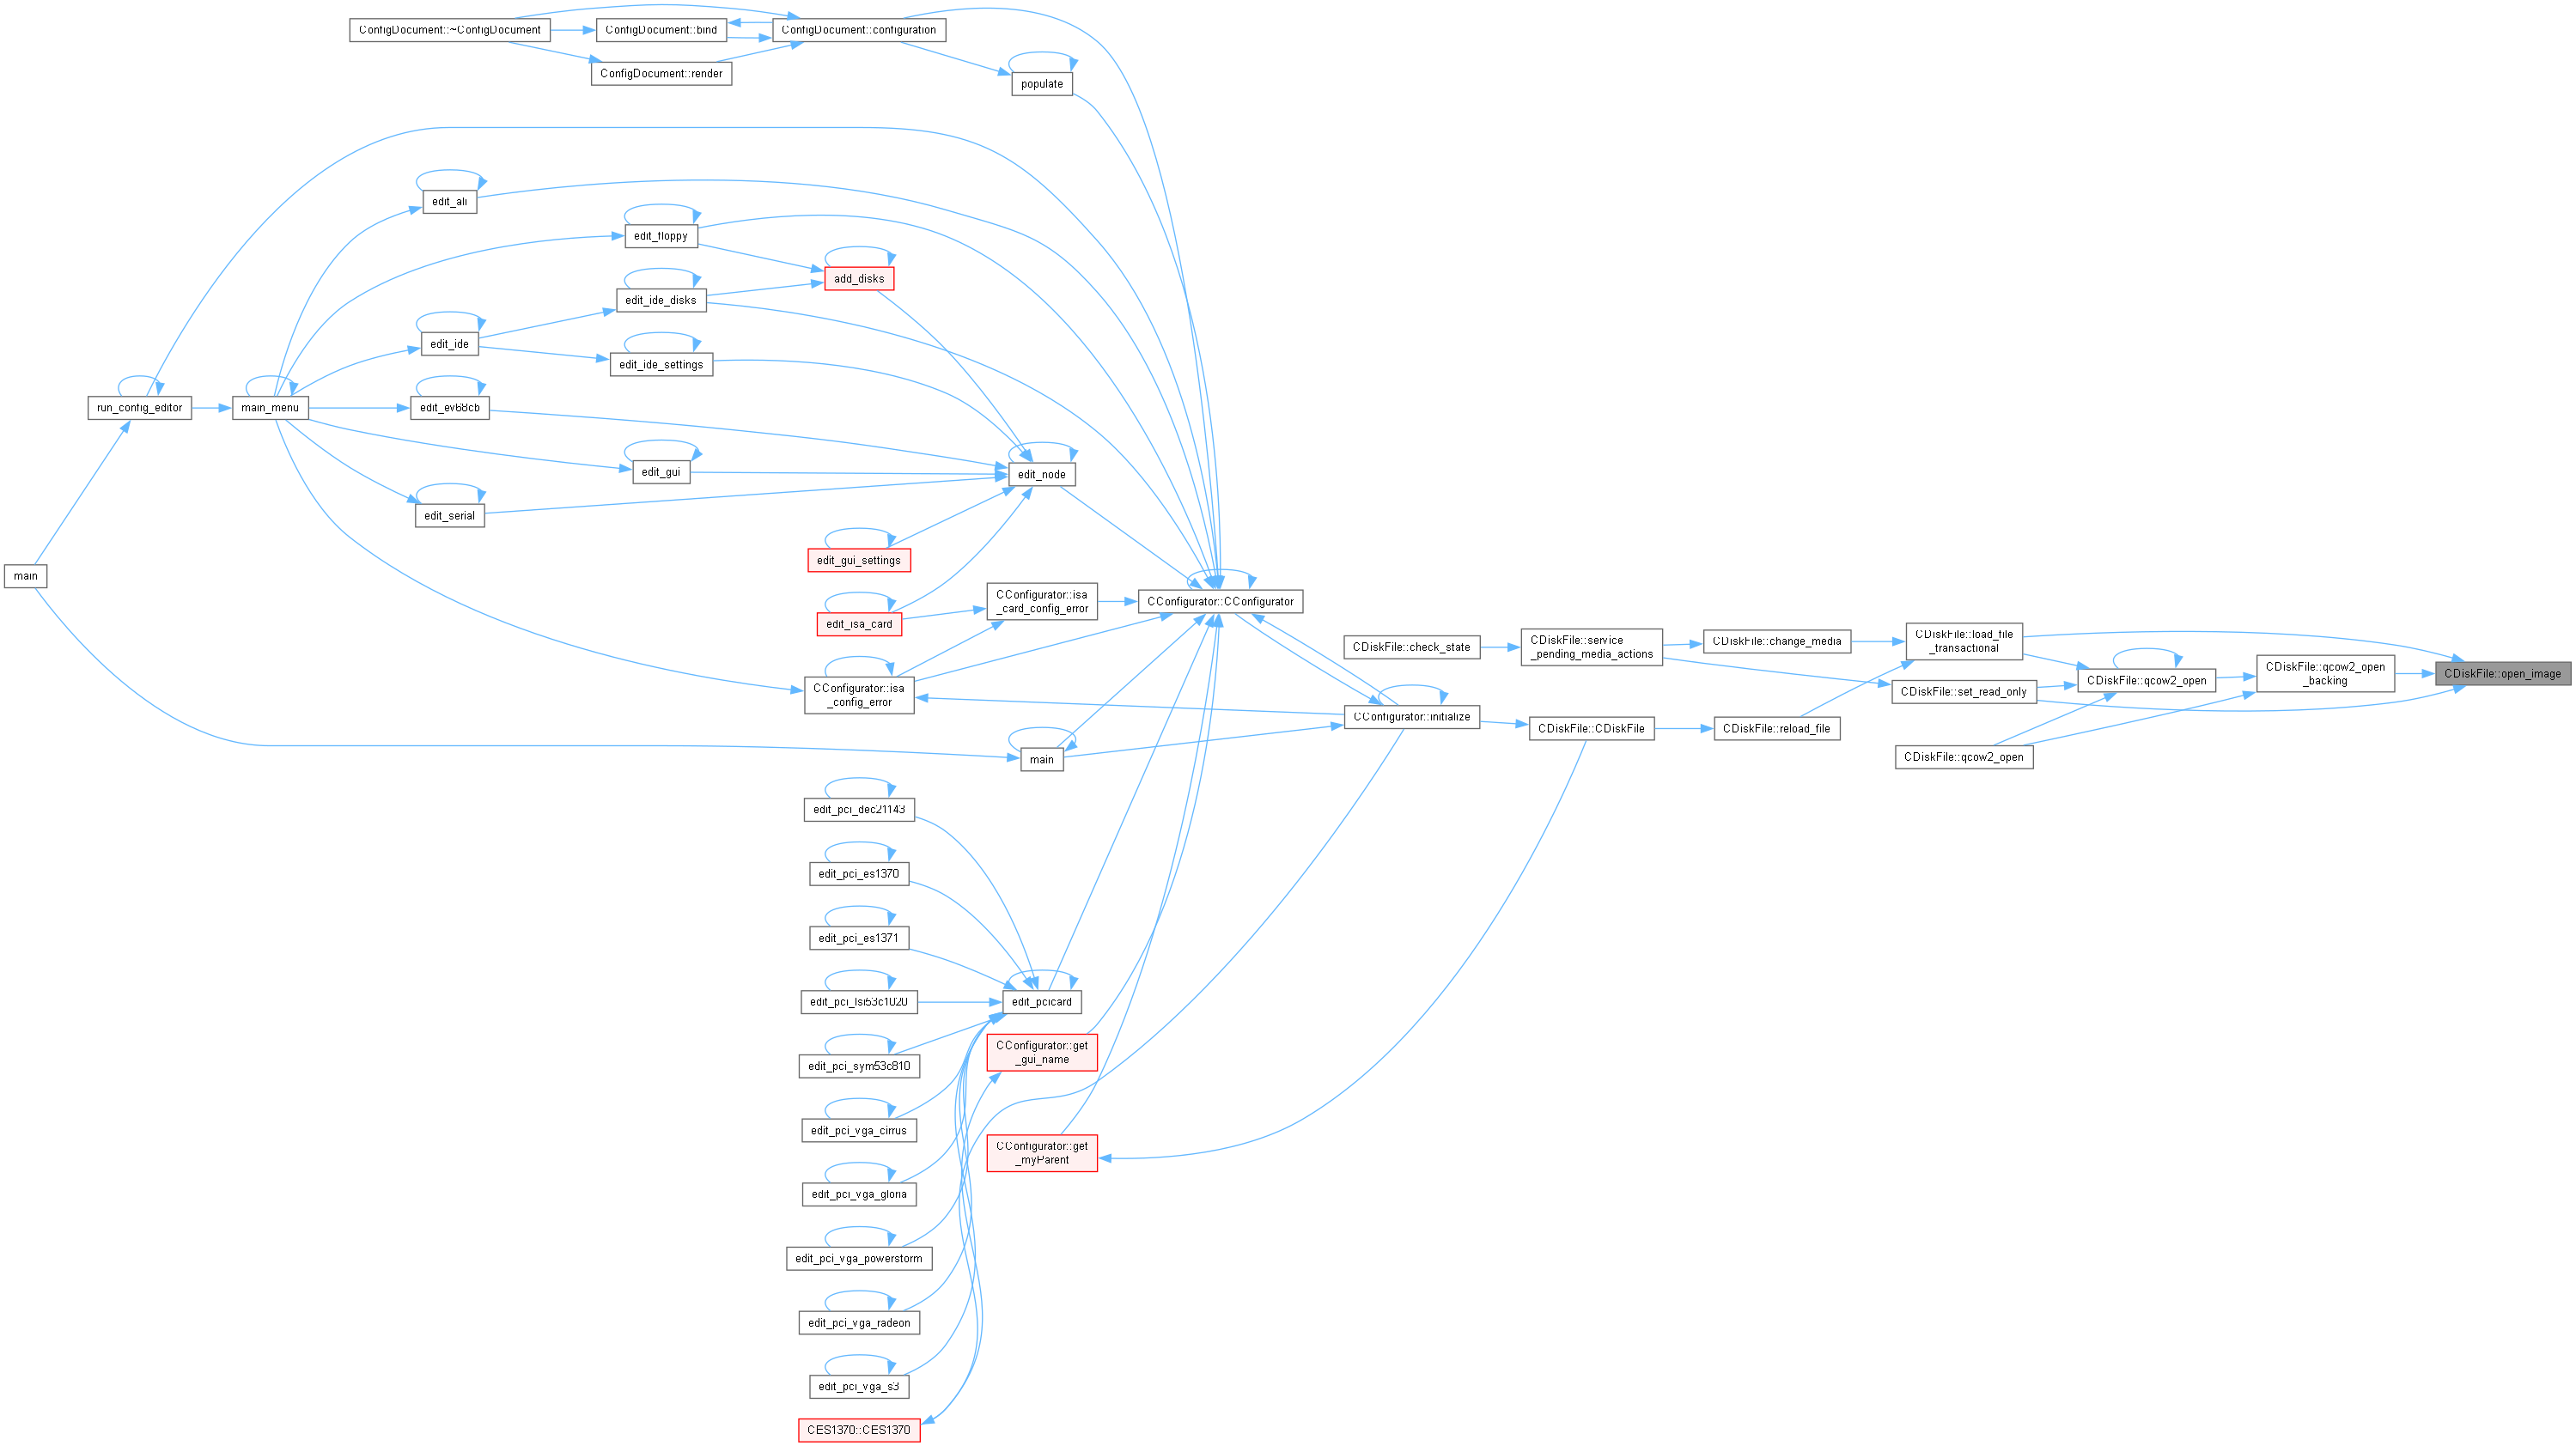 ConfigDocument::~ConfigDocument
ConfigDocument::bind
ConfigDocument::configuration
ConfigDocument::render
populate
edit_ali
edit_floppy
add_disks
edit_ide_disks
edit_ide
edit_ide_settings
run_config_editor
main_menu
edit_ev68cb
edit_gui
edit_node
edit_serial
edit_gui_settings
main
edit_isa_card
CConfigurator::isa
_card_config_error
CConfigurator::CConfigurator
CDiskFile::check_state
CDiskFile::service
_pending_media_actions
CDiskFile::change_media
CDiskFile::load_file
_transactional
CDiskFile::qcow2_open
CDiskFile::qcow2_open
_backing
CDiskFile::open_image
CConfigurator::isa
_config_error
CDiskFile::set_read_only
CConfigurator::initialize
CDiskFile::CDiskFile
CDiskFile::reload_file
CDiskFile::qcow2_open
main
edit_pci_dec21143
edit_pci_es1370
edit_pci_es1371
edit_pci_lsi53c1020
edit_pcicard
edit_pci_sym53c810
CConfigurator::get
_gui_name
edit_pci_vga_cirrus
CConfigurator::get
_myParent
edit_pci_vga_gloria
edit_pci_vga_powerstorm
edit_pci_vga_radeon
edit_pci_vga_s3
CES1370::CES1370